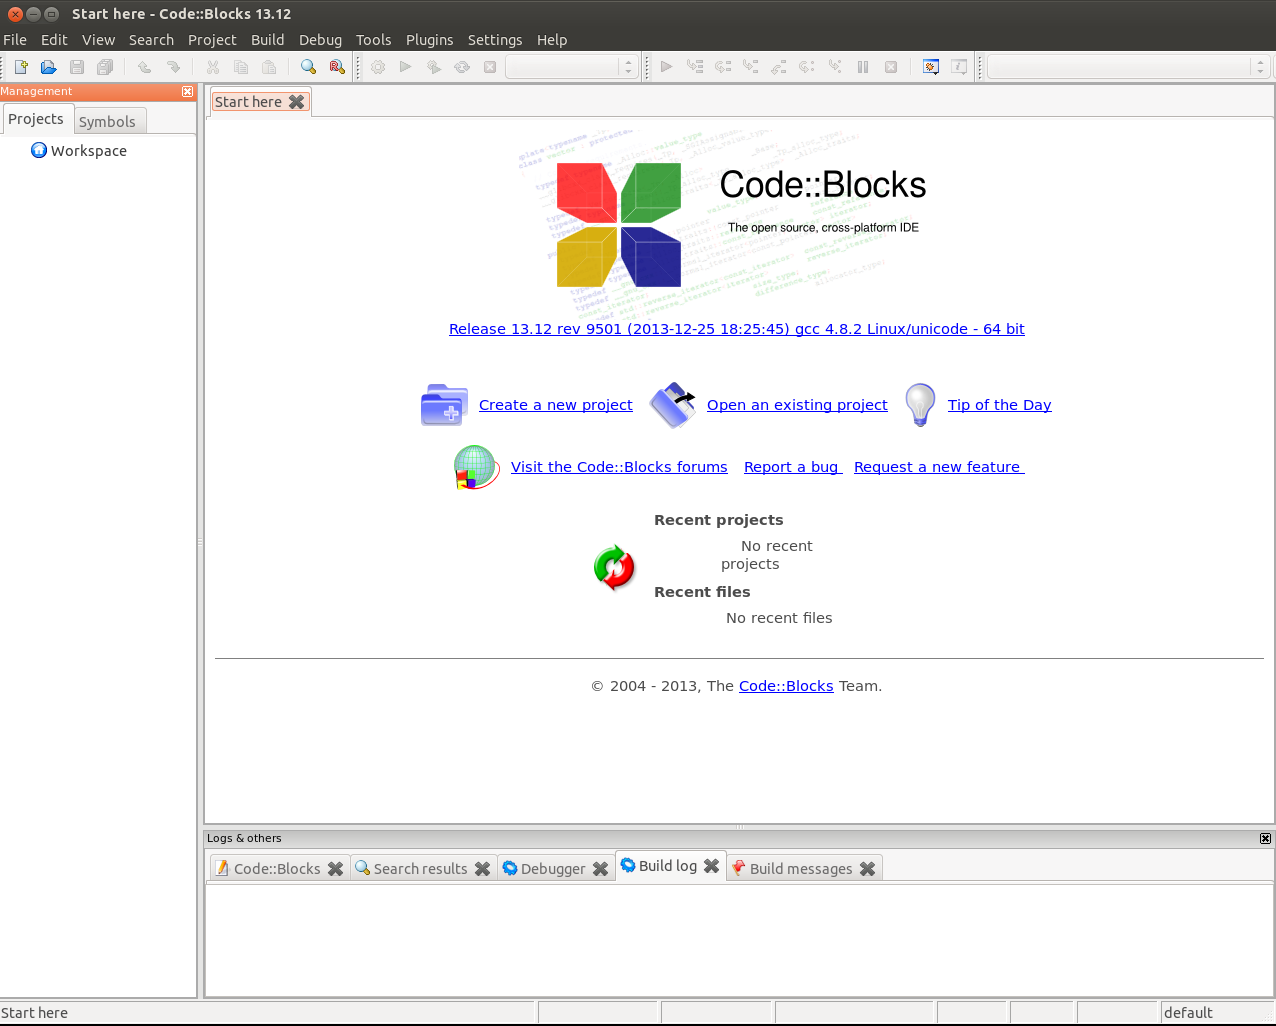 Start here - Code::Blocks 13.12
File Edit View Search Project Build Debug Tools Plugins Settings Help
Management
Projects Symbols
Workspace
Start here
Code::Blocks
The open source, cross-platform IDE
Release 13.12 rev 9501 (2013-12-25 18:25:45) gcc 4.8.2 Linux/unicode - 64 bit
Create a new project Open an existing project Tip of the Day
Visit the Code::Blocks forums Report a bug Request a new feature
Recent projects
No recent
projects
Recent files
No recent files
© 2004 - 2013, The Code::Blocks Team.
Logs & others
Code::Blocks Search results Debugger Build log Build messages
Start here default